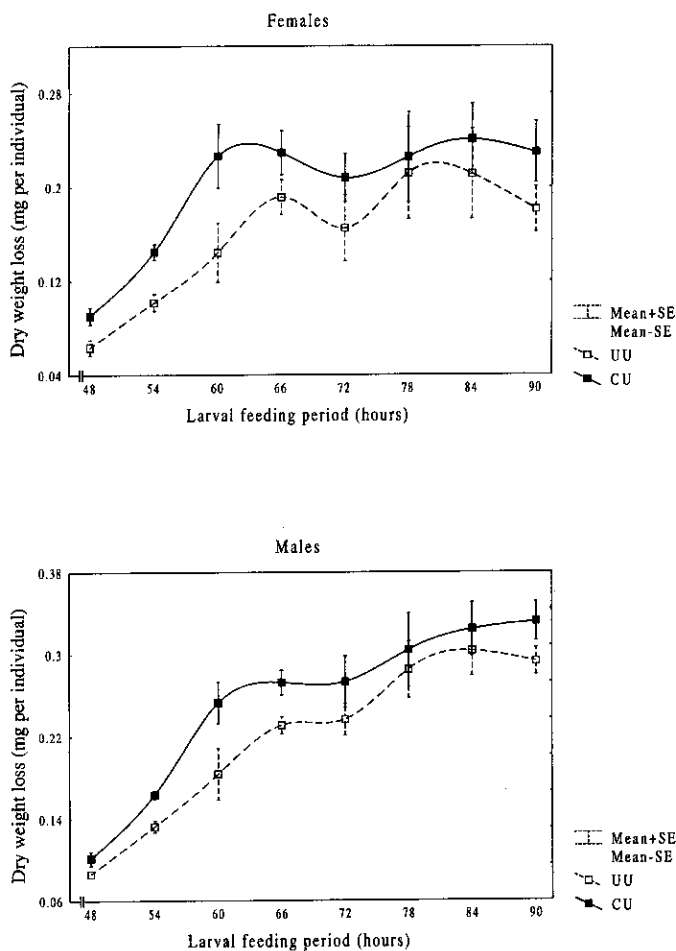 Females
Dry weight loss (mg per individual)
0.28
0.2
0.12
0.04
48 54 60 66 72 78 84 90
Larval feeding period (hours)
Mean+SE
Mean-SE
UU
CU
Males
Dry weight loss (mg per individual)
0.38
0.3
0.22
0.14
0.06
48 54 60 66 72 78 84 90
Larval feeding period (hours)
Mean+SE
Mean-SE
UU
CU